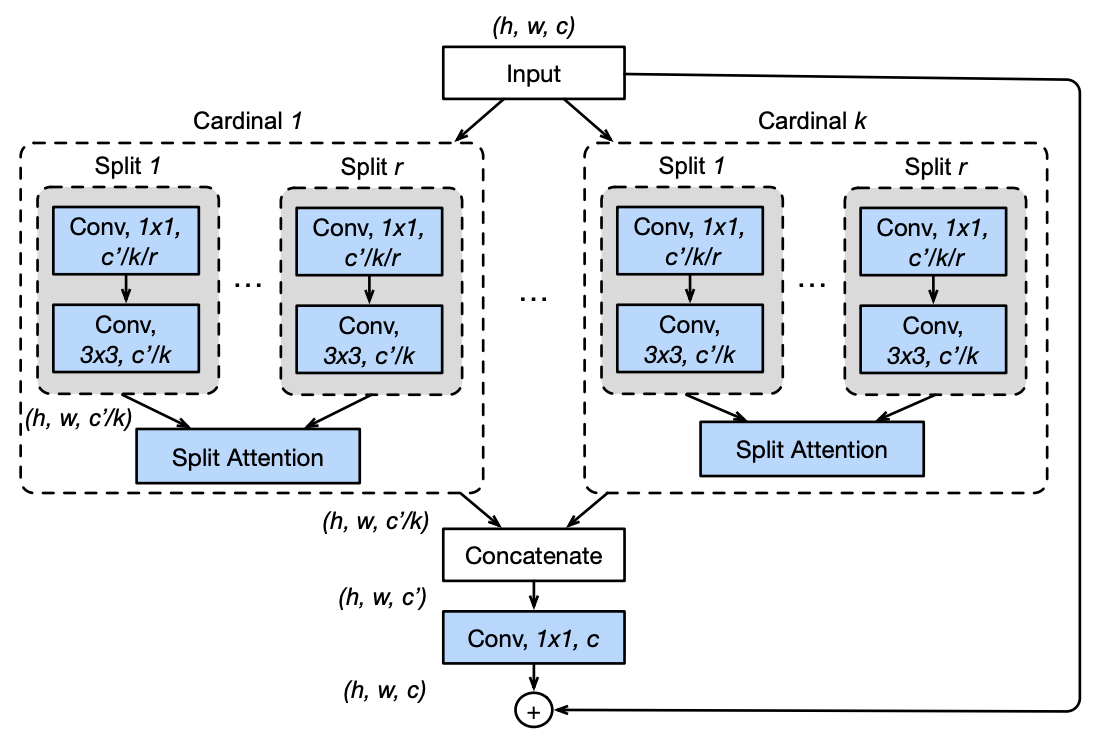 (h, w, c)
Input
Cardinal 1
Cardinal k
Split 1
Split r
Split 1
Split r
Conv, 1x1,
c’/k/r
Conv, 1x1,
c’/k/r
Conv, 1x1,
c’/k/r
Conv, 1x1,
c’/k/r
...
...
...
Conv,
3x3, c’/k
Conv,
3x3, c’/k
Conv,
3x3, c’/k
Conv,
3x3, c’/k
(h, w, c’/k)
Split Attention
Split Attention
(h, w, c’/k)
Concatenate
(h, w, c’)
Conv, 1x1, c
(h, w, c)
+